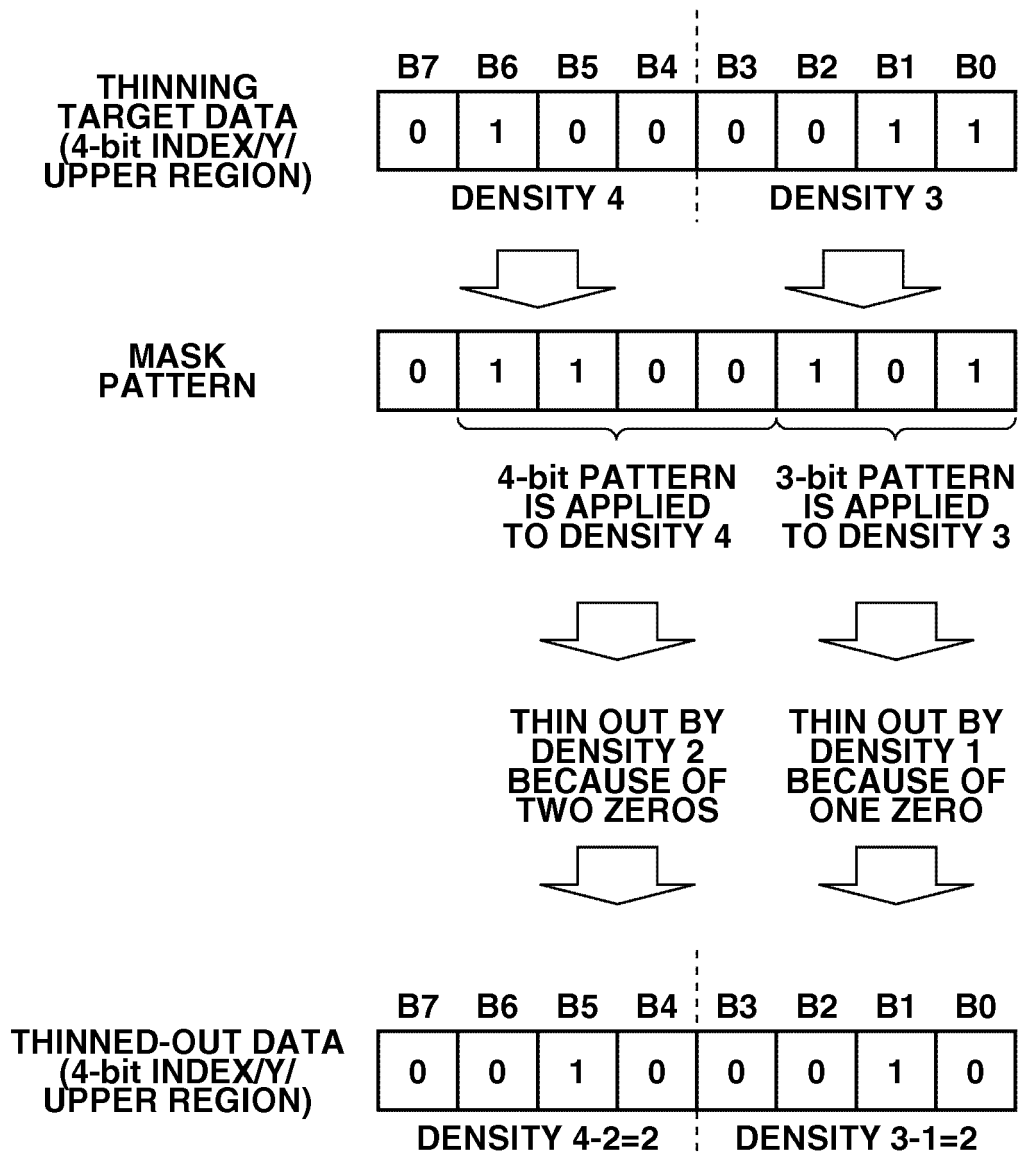 B7 B6 B5 B4 B3 B2 B1 B0
THINNING
TARGET DATA
(4-bit INDEX/Y/
UPPER REGION)
0 1 0 0 0 0 1 1
DENSITY 4 DENSITY 3
MASK
PATTERN
0 1 1 0 0 1 0 1
4-bit PATTERN
IS APPLIED
TO DENSITY 4
3-bit PATTERN
IS APPLIED
TO DENSITY 3
THIN OUT BY
DENSITY 2
BECAUSE OF
TWO ZEROS
THIN OUT BY
DENSITY 1
BECAUSE OF
ONE ZERO
B7 B6 B5 B4 B3 B2 B1 B0
THINNED-OUT DATA
(4-bit INDEX/Y/
UPPER REGION)
0 0 1 0 0 0 1 0
DENSITY 4-2=2 DENSITY 3-1=2